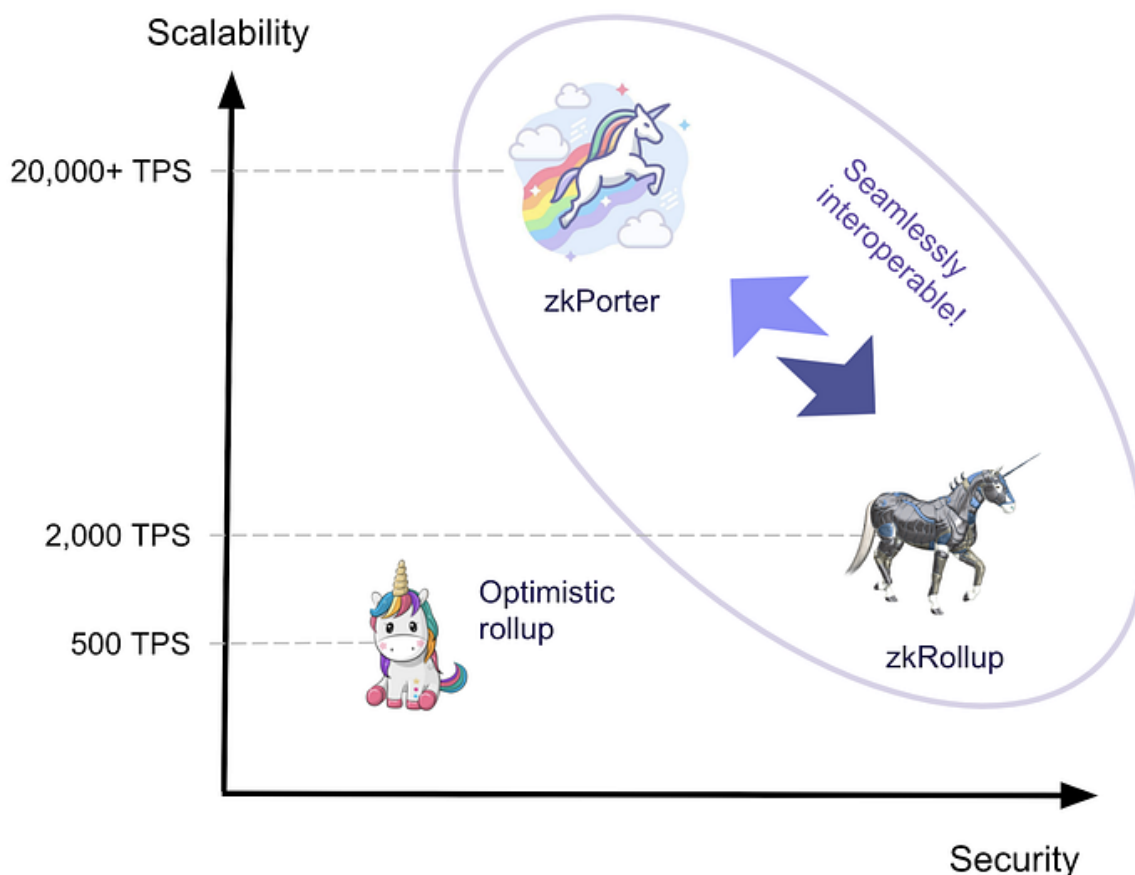 Scalability
20,000+ TPS
Seamlessly
interoperable!
zkPorter
2,000 TPS
Optimistic
rollup
500 TPS
zkRollup
Security